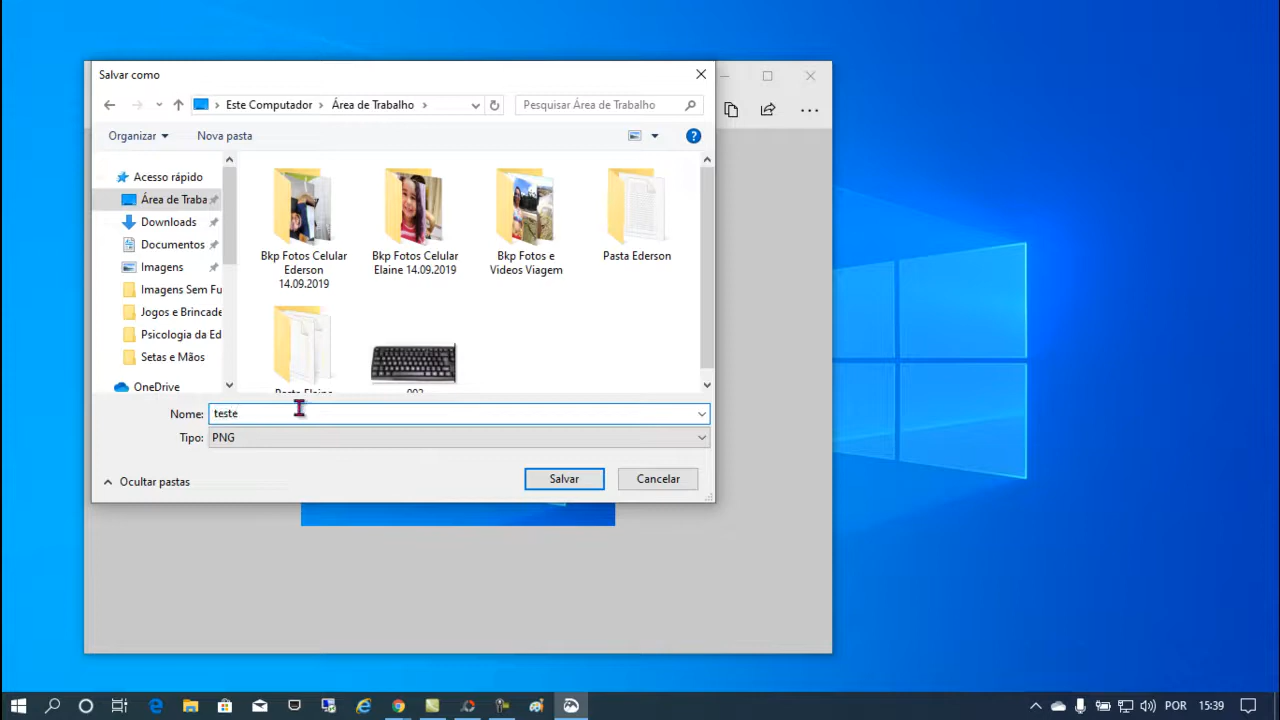 Salvar como
Este Computador
Área de Trabalho
Pesquisar Área de Trabalho
Organizar
Nova pasta
Acesso rápido
Área de Traba
Downloads
Documentos
Imagens
Imagens Sem Fu
Jogos e Brincade
Psicologia da Ed
Setas e Mãos
OneDrive
Bkp Fotos Celular
Ederson
14.09.2019
Bkp Fotos Celular
Elaine 14.09.2019
Bkp Fotos e
Videos Viagem
Pasta Ederson
Pasta Elaine
003
Nome:
teste
Tipo:
PNG
Ocultar pastas
Salvar
Cancelar
POR
15:39